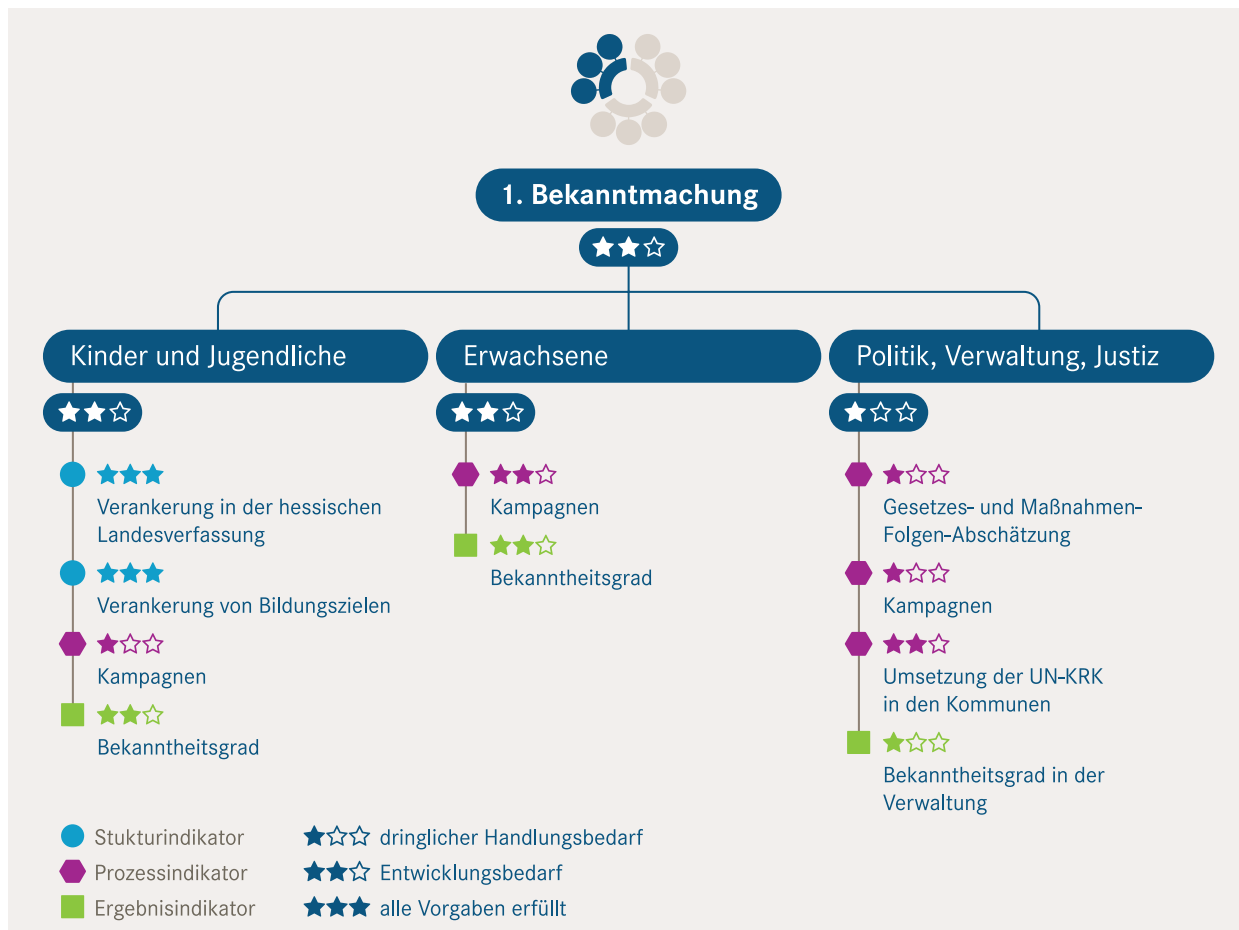 1. Bekanntmachung
Kinder und Jugendliche
Verankerung in der hessischen
Landesverfassung
Verankerung von Bildungszielen
Kampagnen
Bekanntheitsgrad
Erwachsene
Kampagnen
Bekanntheitsgrad
Politik, Verwaltung, Justiz
Gesetzes- und Maßnahmen-
Folgen-Abschätzung
Kampagnen
Umsetzung der UN-KRK
in den Kommunen
Bekanntheitsgrad in der
Verwaltung
Stukturindikator
Prozessindikator
Ergebnisindikator
dringlicher Handlungsbedarf
Entwicklungsbedarf
alle Vorgaben erfüllt